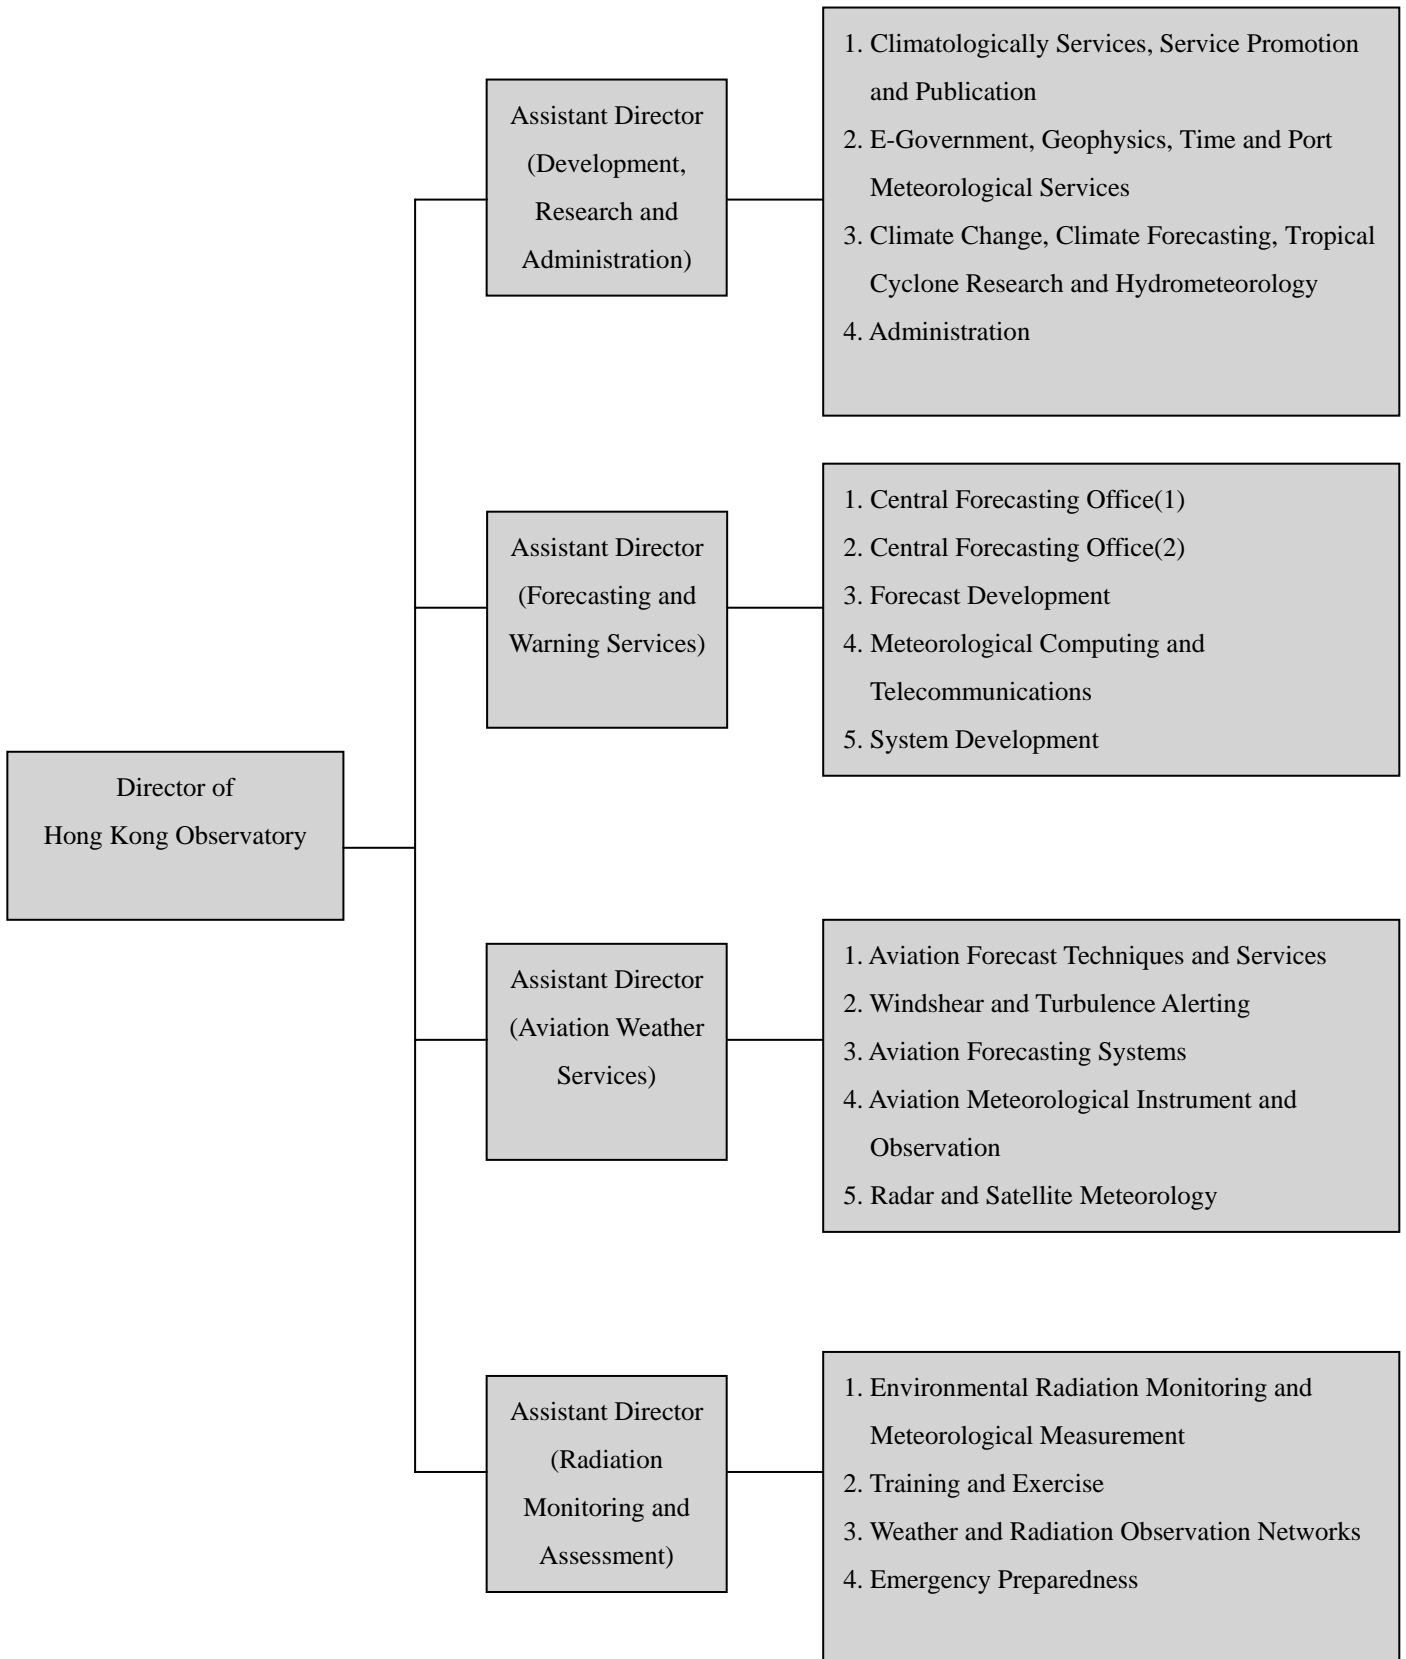 Director of
Hong Kong Observatory
Assistant Director
(Development,
Research and
Administration)
1. Climatologically Services, Service Promotion
and Publication
2. E-Government, Geophysics, Time and Port
Meteorological Services
3. Climate Change, Climate Forecasting, Tropical
Cyclone Research and Hydrometeorology
4. Administration
Assistant Director
(Forecasting and
Warning Services)
1. Central Forecasting Office(1)
2. Central Forecasting Office(2)
3. Forecast Development
4. Meteorological Computing and
Telecommunications
5. System Development
Assistant Director
(Aviation Weather
Services)
1. Aviation Forecast Techniques and Services
2. Windshear and Turbulence Alerting
3. Aviation Forecasting Systems
4. Aviation Meteorological Instrument and
Observation
5. Radar and Satellite Meteorology
Assistant Director
(Radiation
Monitoring and
Assessment)
1. Environmental Radiation Monitoring and
Meteorological Measurement
2. Training and Exercise
3. Weather and Radiation Observation Networks
4. Emergency Preparedness